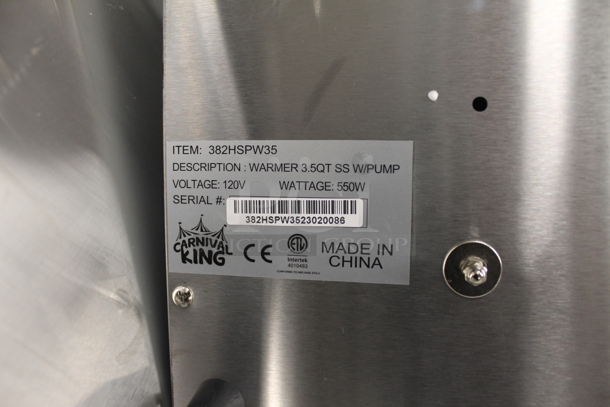 ITEM: 382HSPW35
DESCRIPTION : WARMER 3.5QT SS W/PUMP
VOLTAGE: 120V WATTAGE: 550W
SERIAL #:
382HSPW3523020086
CARNIVAL KING
CE
ETL
Intertek
MADE IN
CHINA